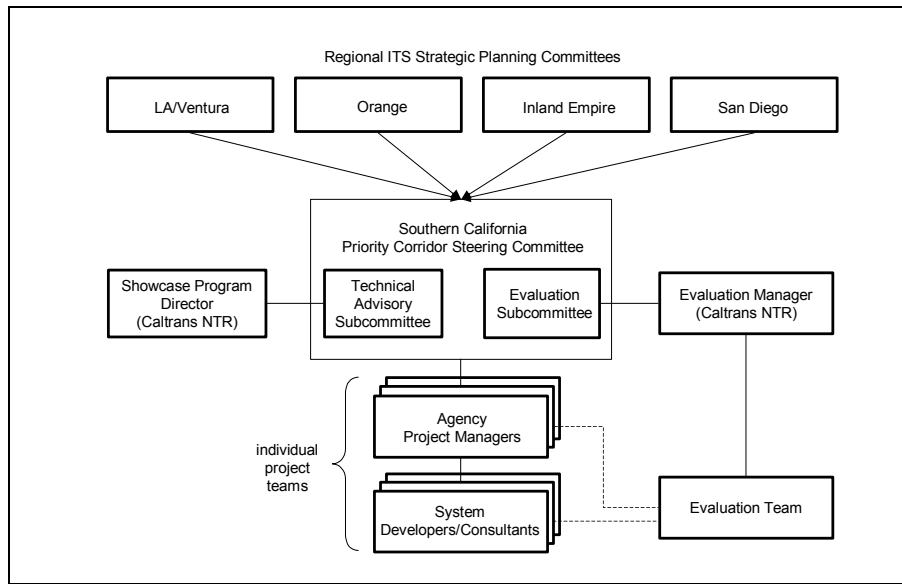 Regional ITS Strategic Planning Committees
LA/Ventura
Orange
Inland Empire
San Diego
Southern California
Priority Corridor Steering Committee
Showcase Program
Director
(Caltrans NTR)
Technical
Advisory
Subcommittee
Evaluation
Subcommittee
Evaluation Manager
(Caltrans NTR)
individual
project
teams
Agency
Project Managers
System
Developers/Consultants
Evaluation Team